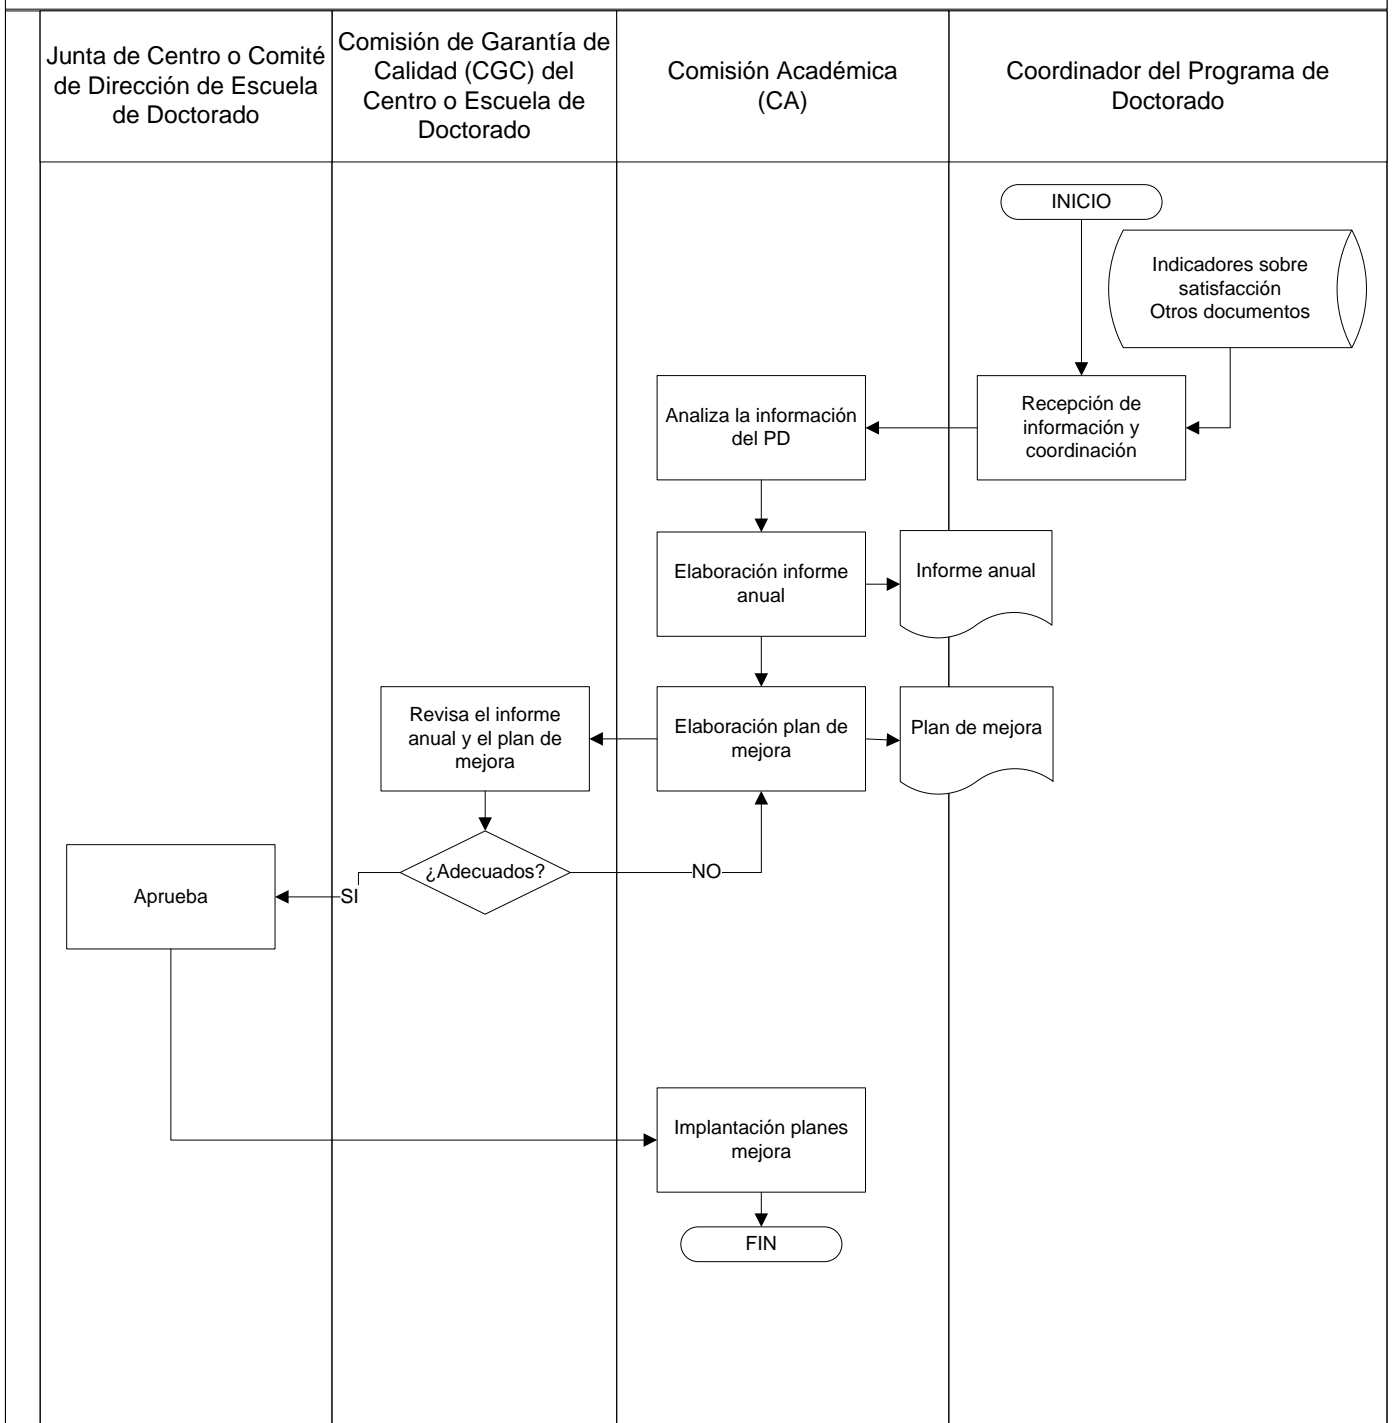 Junta de Centro o Comité
de Dirección de Escuela
de Doctorado
Comisión de Garantía de
Calidad (CGC) del
Centro o Escuela de
Doctorado
Comisión Académica
(CA)
Coordinador del Programa de
Doctorado
INICIO
Indicadores sobre
satisfacción
Otros documentos
Recepción de
información y
coordinación
Analiza la información
del PD
Elaboración informe
anual
Informe anual
Elaboración plan de
mejora
Plan de mejora
Revisa el informe
anual y el plan de
mejora
¿Adecuados?
NO
SI
Aprueba
Implantación planes
mejora
FIN